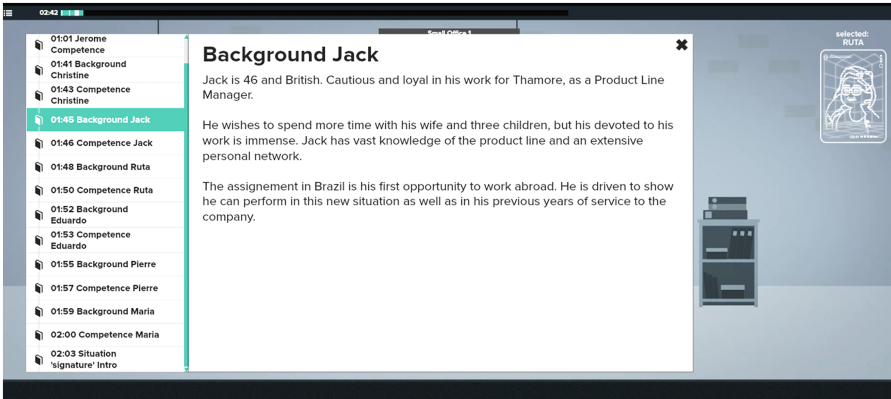 02:42
Small Office 1
selected:
RUTA
01:01 Jerome
Competence
01:41 Background
Christine
01:43 Competence
Christine
01:45 Background Jack
01:46 Competence Jack
01:48 Background Ruta
01:50 Competence Ruta
01:52 Background
Eduardo
01:53 Competence
Eduardo
01:55 Background Pierre
01:57 Competence Pierre
01:59 Background Maria
02:00 Competence Maria
02:03 Situation
'signature' Intro
Background Jack
Jack is 46 and British. Cautious and loyal in his work for Thamore, as a Product Line
Manager.
He wishes to spend more time with his wife and three children, but his devoted to his
work is immense. Jack has vast knowledge of the product line and an extensive
personal network.
The assignement in Brazil is his first opportunity to work abroad. He is driven to show
he can perform in this new situation as well as in his previous years of service to the
company.